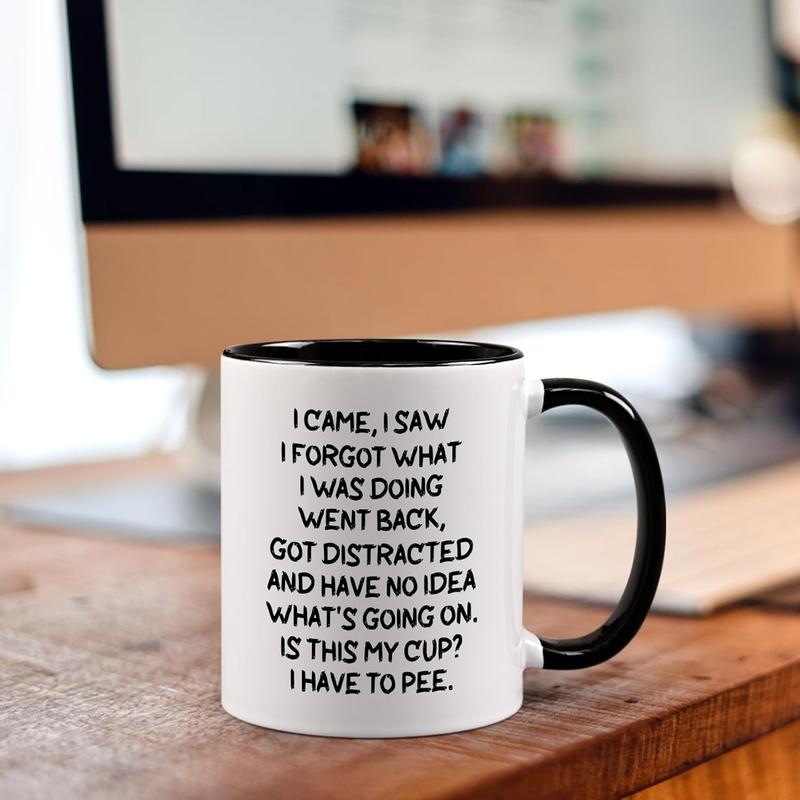 I CAME, I SAW
I FORGOT WHAT
I WAS DOING
WENT BACK,
GOT DISTRACTED
AND HAVE NO IDEA
WHAT'S GOING ON.
IS THIS MY CUP?
I HAVE TO PEE.